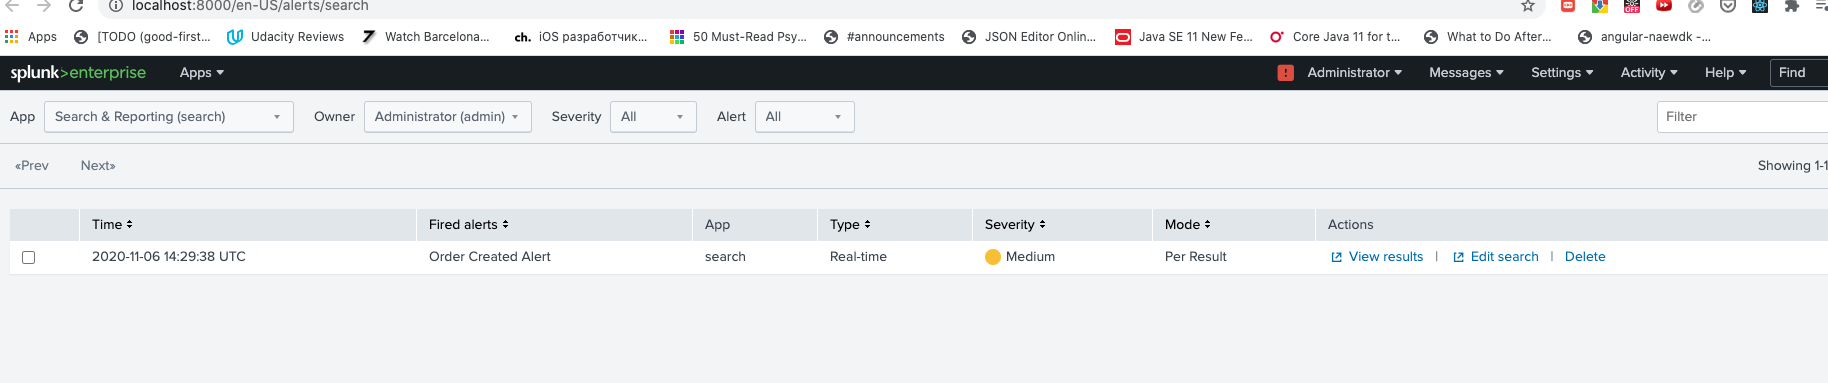 localhost:8000/en-US/alerts/search
Apps [TODO (good-first... Udacity Reviews Watch Barcelona... ch. iOS разработчик... 50 Must-Read Psy... #announcements JSON Editor Onlin... Java SE 11 New Fe... Core Java 11 for t... What to Do After... angular-naewdk -...
splunk>enterprise Apps ! Administrator Messages Settings Activity Help Find
App Search & Reporting (search) Owner Administrator (admin) Severity All Alert All Filter
«Prev Next» Showing 1-1
Time Fired alerts App Type Severity Mode Actions
2020-11-06 14:29:38 UTC Order Created Alert search Real-time Medium Per Result View results | Edit search | Delete